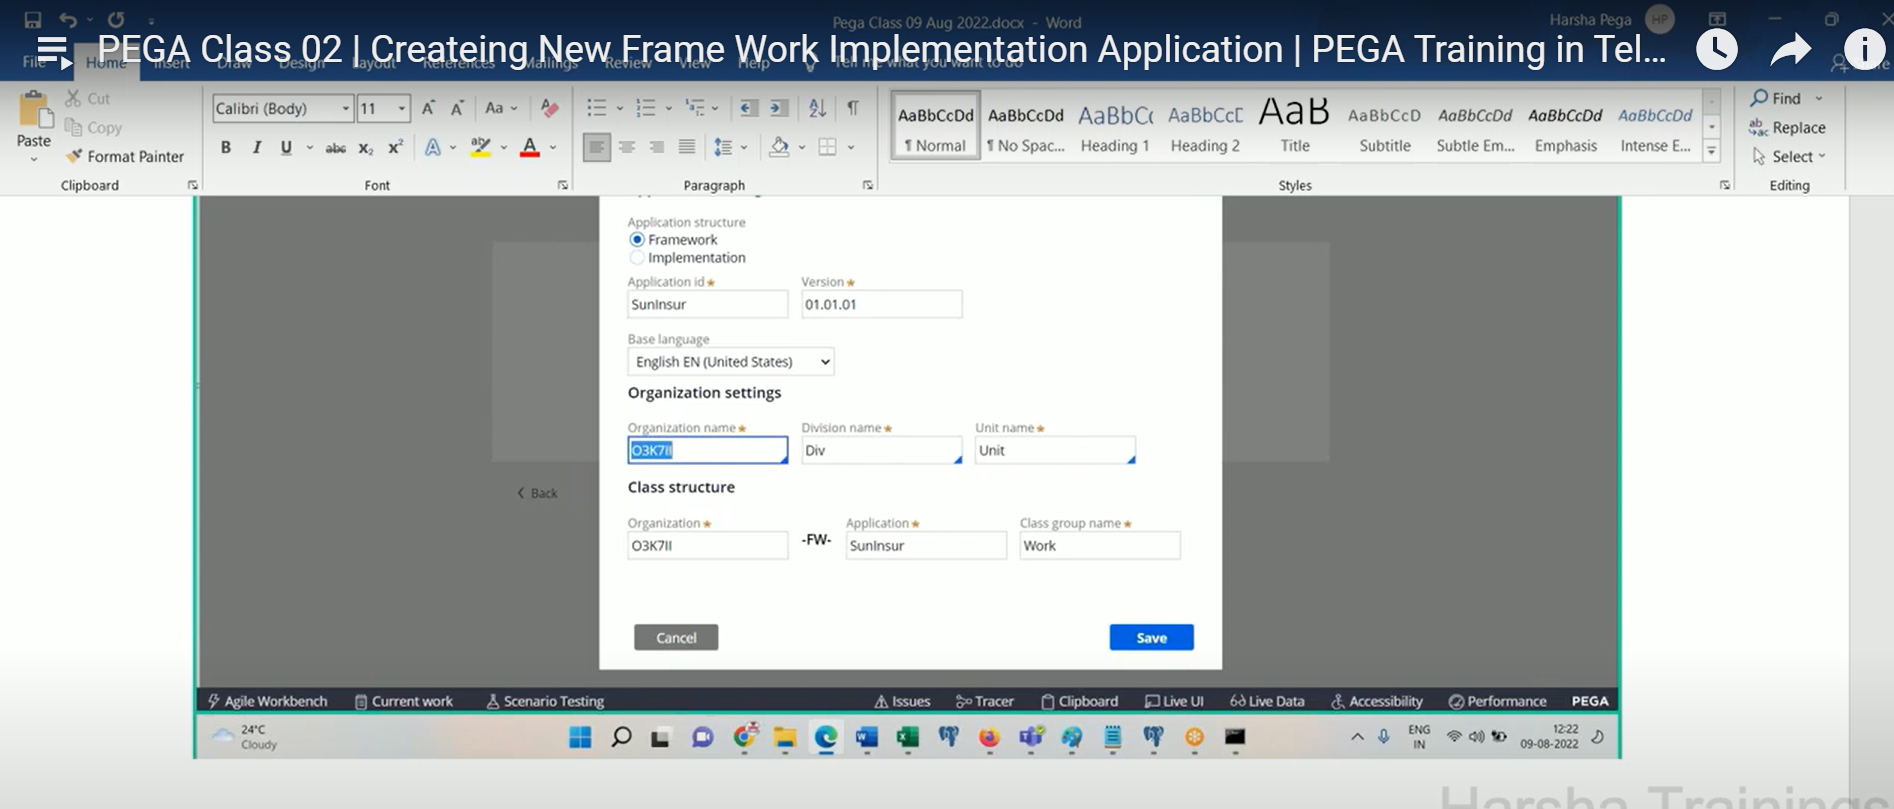 Pega Class 09 Aug 2022.docx - Word
Harsha Pega HP
PEGA Class 02 | Createing New Frame Work Implementation Application | PEGA Training in Tel...
File Home Insert Draw Design Layout References Mailings Review View Help Tell me what you want to do
Paste
Cut
Copy
Format Painter
Clipboard
Calibri (Body) 11
Font
Paragraph
AaBbCcDd AaBbCcDd AaBbCc AaBbCcE AaB AaBbCcD AaBbCcDd AaBbCcDd AaBbCcDd
¶ Normal ¶ No Spac... Heading 1 Heading 2 Title Subtitle Subtle Em... Emphasis Intense E...
Styles
Find
Replace
Select
Editing
Application structure
Framework
Implementation
Application id★ Version★
SunInsur 01.01.01
Base language
English EN (United States)
Organization settings
Organization name★ Division name★ Unit name★
O3K7II Div Unit
Class structure
Organization★ Application★ Class group name★
O3K7II -FW- SunInsur Work
Back
Cancel Save
Agile Workbench Current work Scenario Testing Issues Tracer Clipboard Live UI Live Data Accessibility Performance PEGA
24°C
Cloudy
ENG
IN
12:22
09-08-2022
Harsha Trainings